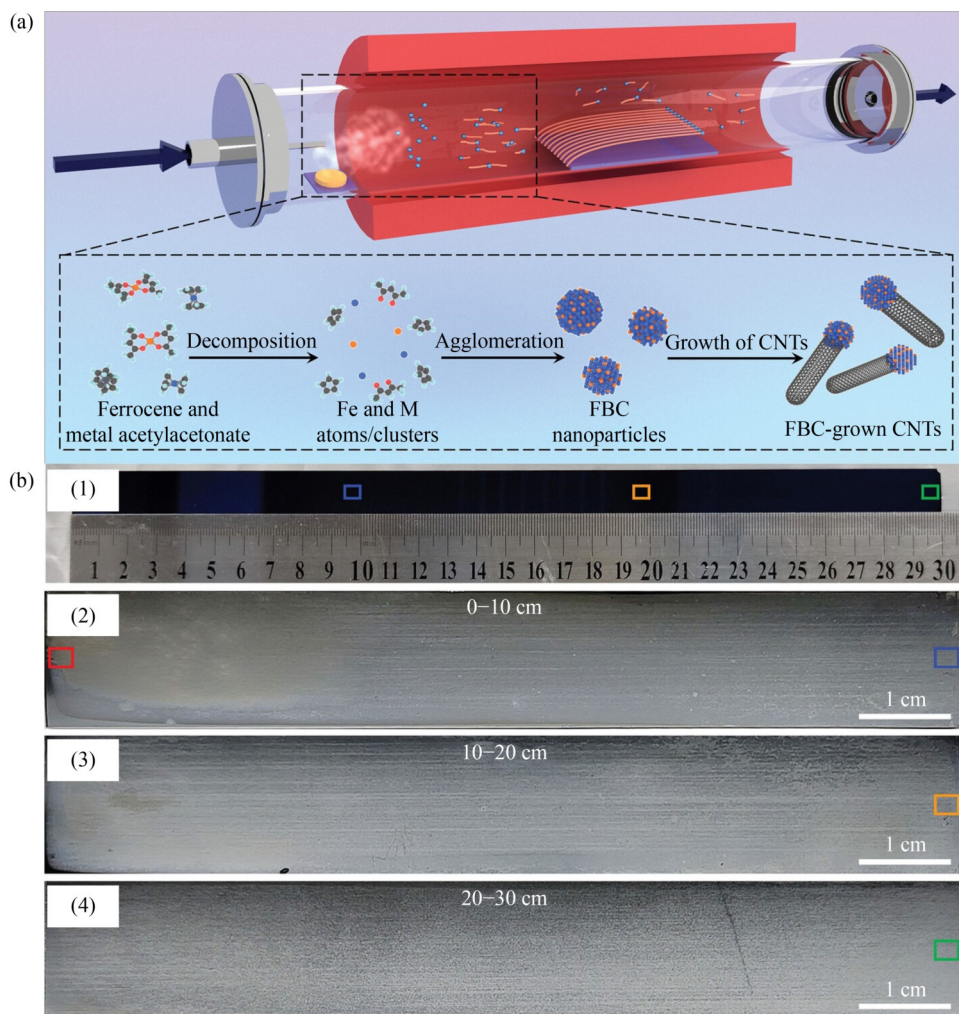 (a)
Decomposition
Agglomeration
Growth of CNTs
Ferrocene and
metal acetylacetonate
Fe and M
atoms/clusters
FBC
nanoparticles
FBC-grown CNTs
(b)
(1)
1 2 3 4 5 6 7 8 9 10 11 12 13 14 15 16 17 18 19 20 21 22 23 24 25 26 27 28 29 30
(2)
0−10 cm
1 cm
(3)
10−20 cm
1 cm
(4)
20−30 cm
1 cm